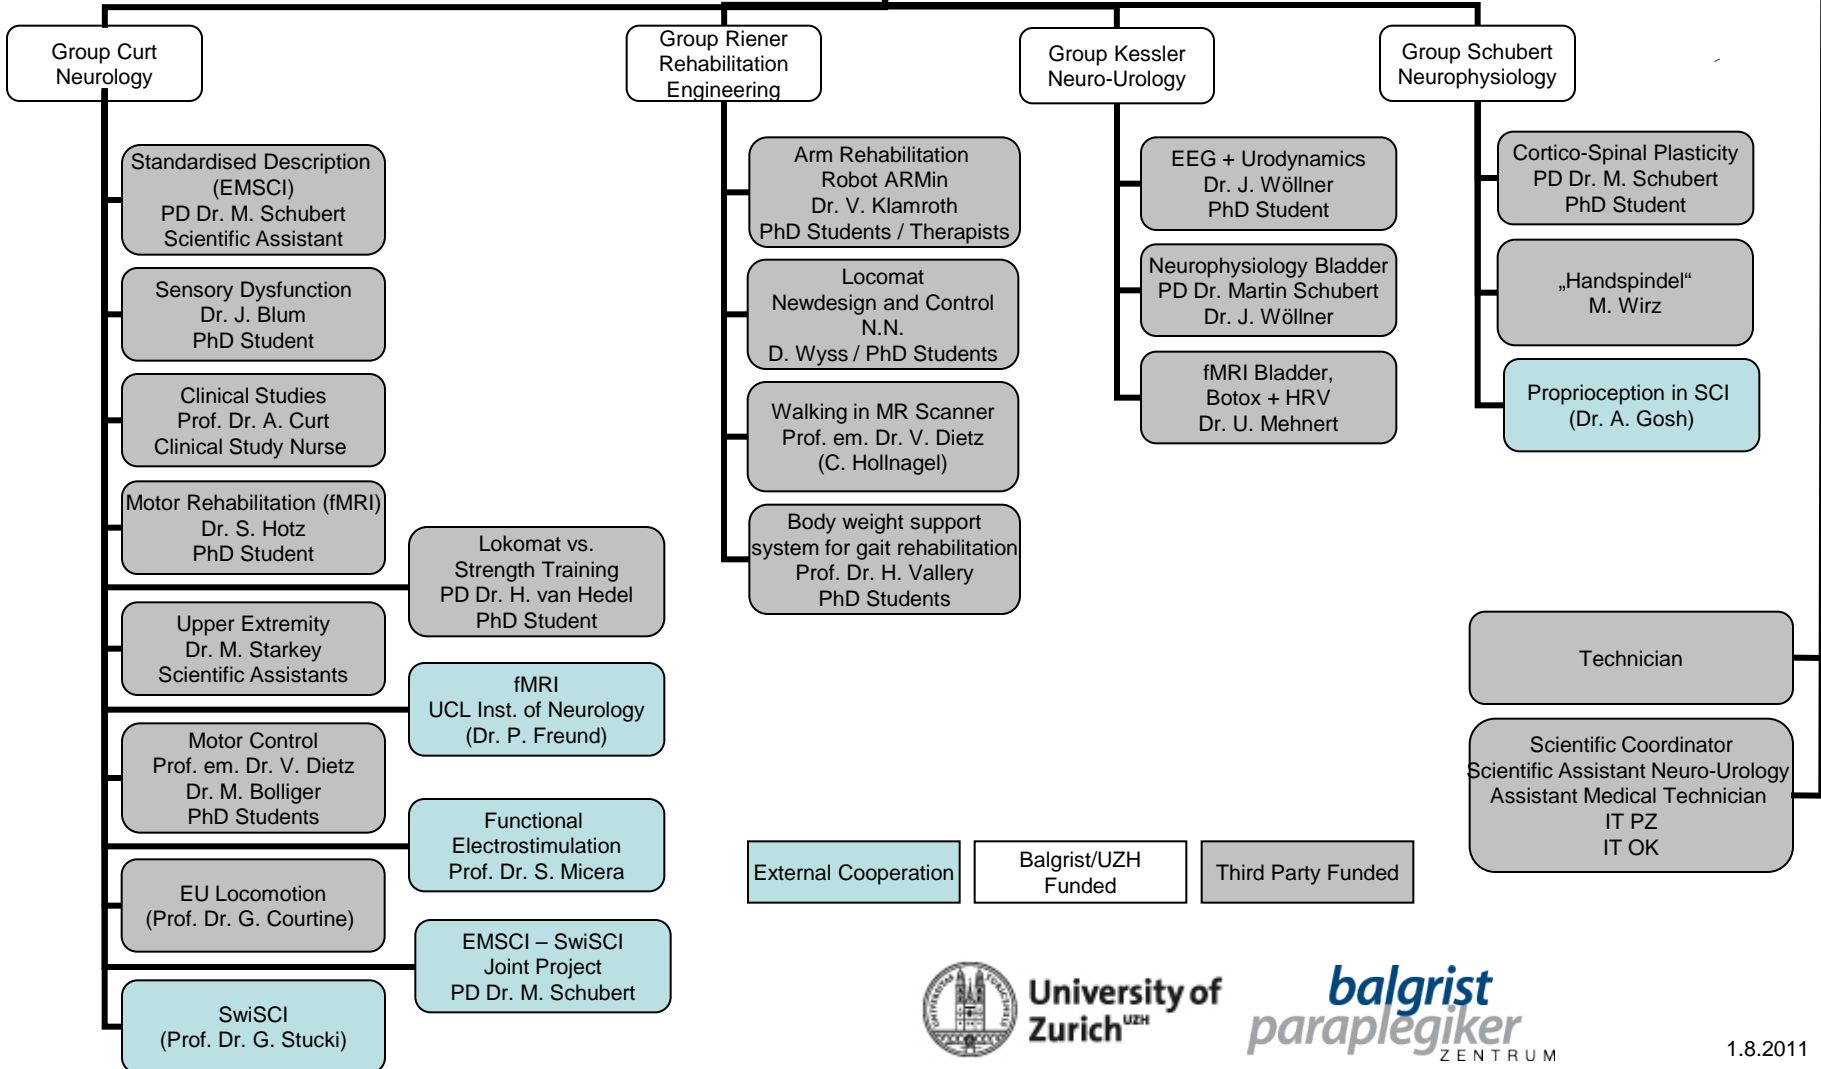 Group Curt
Neurology
Group Riener
Rehabilitation
Engineering
Group Kessler
Neuro-Urology
Group Schubert
Neurophysiology
Standardised Description
(EMSCI)
PD Dr. M. Schubert
Scientific Assistant
Sensory Dysfunction
Dr. J. Blum
PhD Student
Clinical Studies
Prof. Dr. A. Curt
Clinical Study Nurse
Motor Rehabilitation (fMRI)
Dr. S. Hotz
PhD Student
Lokomat vs.
Strength Training
PD Dr. H. van Hedel
PhD Student
Upper Extremity
Dr. M. Starkey
Scientific Assistants
fMRI
UCL Inst. of Neurology
(Dr. P. Freund)
Motor Control
Prof. em. Dr. V. Dietz
Dr. M. Bolliger
PhD Students
Functional
Electrostimulation
Prof. Dr. S. Micera
EU Locomotion
(Prof. Dr. G. Courtine)
EMSCI – SwiSCI
Joint Project
PD Dr. M. Schubert
SwiSCI
(Prof. Dr. G. Stucki)
Arm Rehabilitation
Robot ARMin
Dr. V. Klamroth
PhD Students / Therapists
Locomat
Newdesign and Control
N.N.
D. Wyss / PhD Students
Walking in MR Scanner
Prof. em. Dr. V. Dietz
(C. Hollnagel)
Body weight support
system for gait rehabilitation
Prof. Dr. H. Vallery
PhD Students
EEG + Urodynamics
Dr. J. Wöllner
PhD Student
Neurophysiology Bladder
PD Dr. Martin Schubert
Dr. J. Wöllner
fMRI Bladder,
Botox + HRV
Dr. U. Mehnert
Cortico-Spinal Plasticity
PD Dr. M. Schubert
PhD Student
„Handspindel“
M. Wirz
Proprioception in SCI
(Dr. A. Gosh)
Technician
Scientific Coordinator
Scientific Assistant Neuro-Urology
Assistant Medical Technician
IT PZ
IT OK
External Cooperation
Balgrist/UZH
Funded
Third Party Funded
University of
Zurich UZH
balgrist
paraplegiker
ZENTRUM
1.8.2011